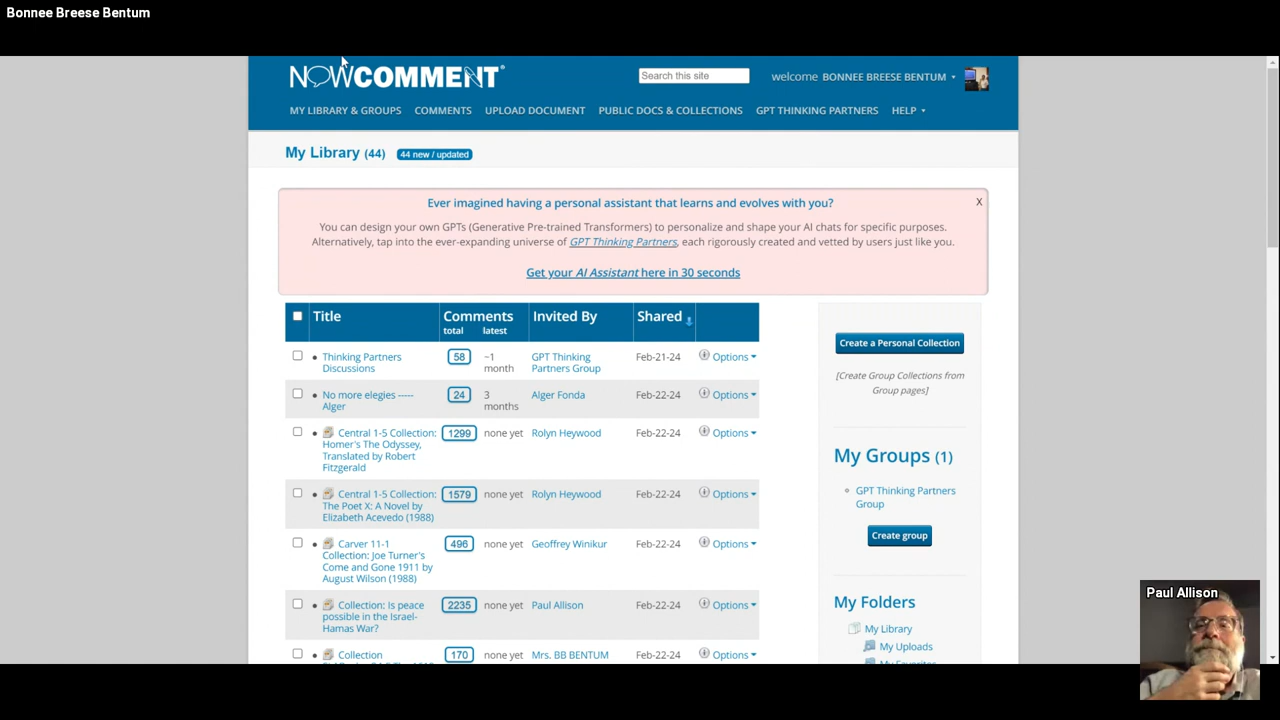 Bonnee Breese Bentum
NOWCOMMENT
Search this site
welcome BONNEE BREESE BENTUM
MY LIBRARY & GROUPS COMMENTS UPLOAD DOCUMENT PUBLIC DOCS & COLLECTIONS GPT THINKING PARTNERS HELP
My Library (44) 44 new / updated
Ever imagined having a personal assistant that learns and evolves with you? X
You can design your own GPTs (Generative Pre-trained Transformers) to personalize and shape your AI chats for specific purposes.
Alternatively, tap into the ever-expanding universe of GPT Thinking Partners, each rigorously created and vetted by users just like you.
Get your AI Assistant here in 30 seconds
Title Comments Invited By Shared
total latest
Thinking Partners 58 ~1 GPT Thinking Feb-21-24 Options
Discussions month Partners Group
No more elegies ----- 24 3 Alger Fonda Feb-22-24 Options
Alger months
Central 1-5 Collection: 1299 none yet Rolyn Heywood Feb-22-24 Options
Homer's The Odyssey,
Translated by Robert
Fitzgerald
Central 1-5 Collection: 1579 none yet Rolyn Heywood Feb-22-24 Options
The Poet X: A Novel by
Elizabeth Acevedo (1988)
Carver 11-1 496 none yet Geoffrey Winikur Feb-22-24 Options
Collection: Joe Turner's
Come and Gone 1911 by
August Wilson (1988)
Collection: Is peace 2235 none yet Paul Allison Feb-22-24 Options
possible in the Israel-
Hamas War?
Collection 170 none yet Mrs. BB BENTUM Feb-22-24 Options
Create a Personal Collection
[Create Group Collections from
Group pages]
My Groups (1)
GPT Thinking Partners
Group
Create group
My Folders
My Library
My Uploads
My Favorites
Paul Allison